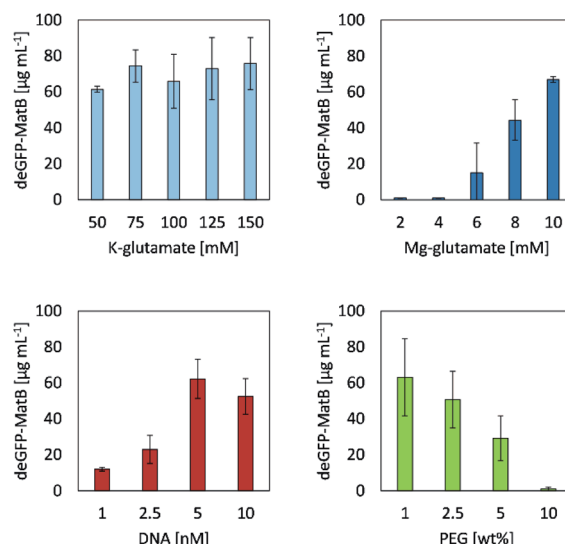 deGFP-MatB [µg mL⁻¹]
100
80
60
40
20
0
50 75 100 125 150
K-glutamate [mM]
deGFP-MatB [µg mL⁻¹]
100
80
60
40
20
0
2 4 6 8 10
Mg-glutamate [mM]
deGFP-MatB [µg mL⁻¹]
100
80
60
40
20
0
1 2.5 5 10
DNA [nM]
deGFP-MatB [µg mL⁻¹]
100
80
60
40
20
0
1 2.5 5 10
PEG [wt%]